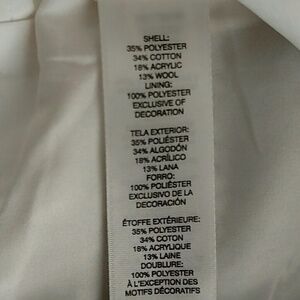 SHELL:
35% POLYESTER
34% COTTON
18% ACRYLIC
13% WOOL
LINING:
100% POLYESTER
EXCLUSIVE OF
DECORATION
TELA EXTERIOR:
35% POLIÉSTER
34% ALGODÓN
18% ACRÍLICO
13% LANA
FORRO:
100% POLIÉSTER
EXCLUSIVO DE LA
DECORACIÓN
ÉTOFFE EXTÉRIEURE:
35% POLYESTER
34% COTON
18% ACRYLIQUE
13% LAINE
DOUBLURE:
100% POLYESTER
À L'EXCEPTION DES
MOTIFS DÉCORATIFS